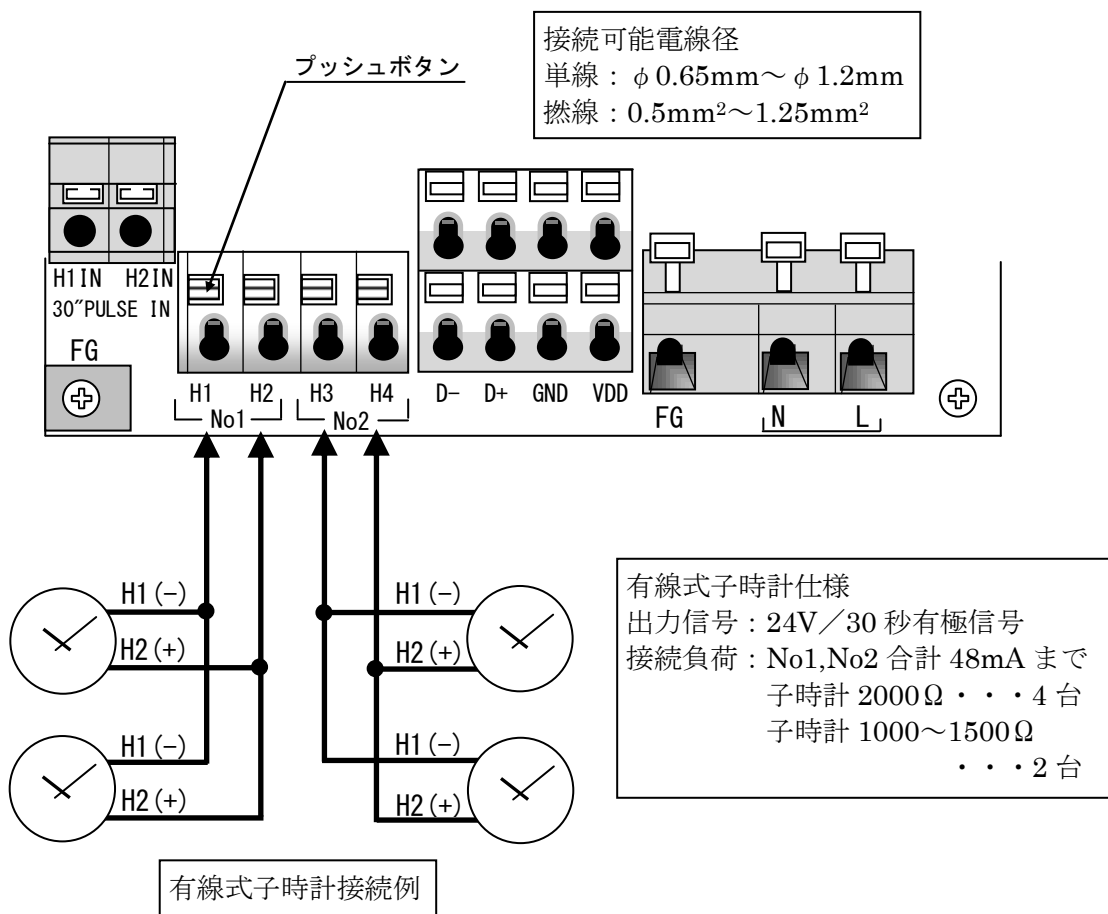 接続可能電線径
単線：φ0.65mm～φ1.2mm
撚線：0.5mm²～1.25mm²
プッシュボタン
H1IN H2IN
30″PULSE IN
FG
H1 H2 H3 H4
No1 No2
D- D+ GND VDD
FG N L
H1(-)
H2(+)
H1(-)
H2(+)
H1(-)
H2(+)
H1(-)
H2(+)
有線式子時計仕様
出力信号：24V／30秒有極信号
接続負荷：No1,No2 合計 48mA まで
子時計 2000Ω・・・4台
子時計 1000～1500Ω
・・・2台
有線式子時計接続例